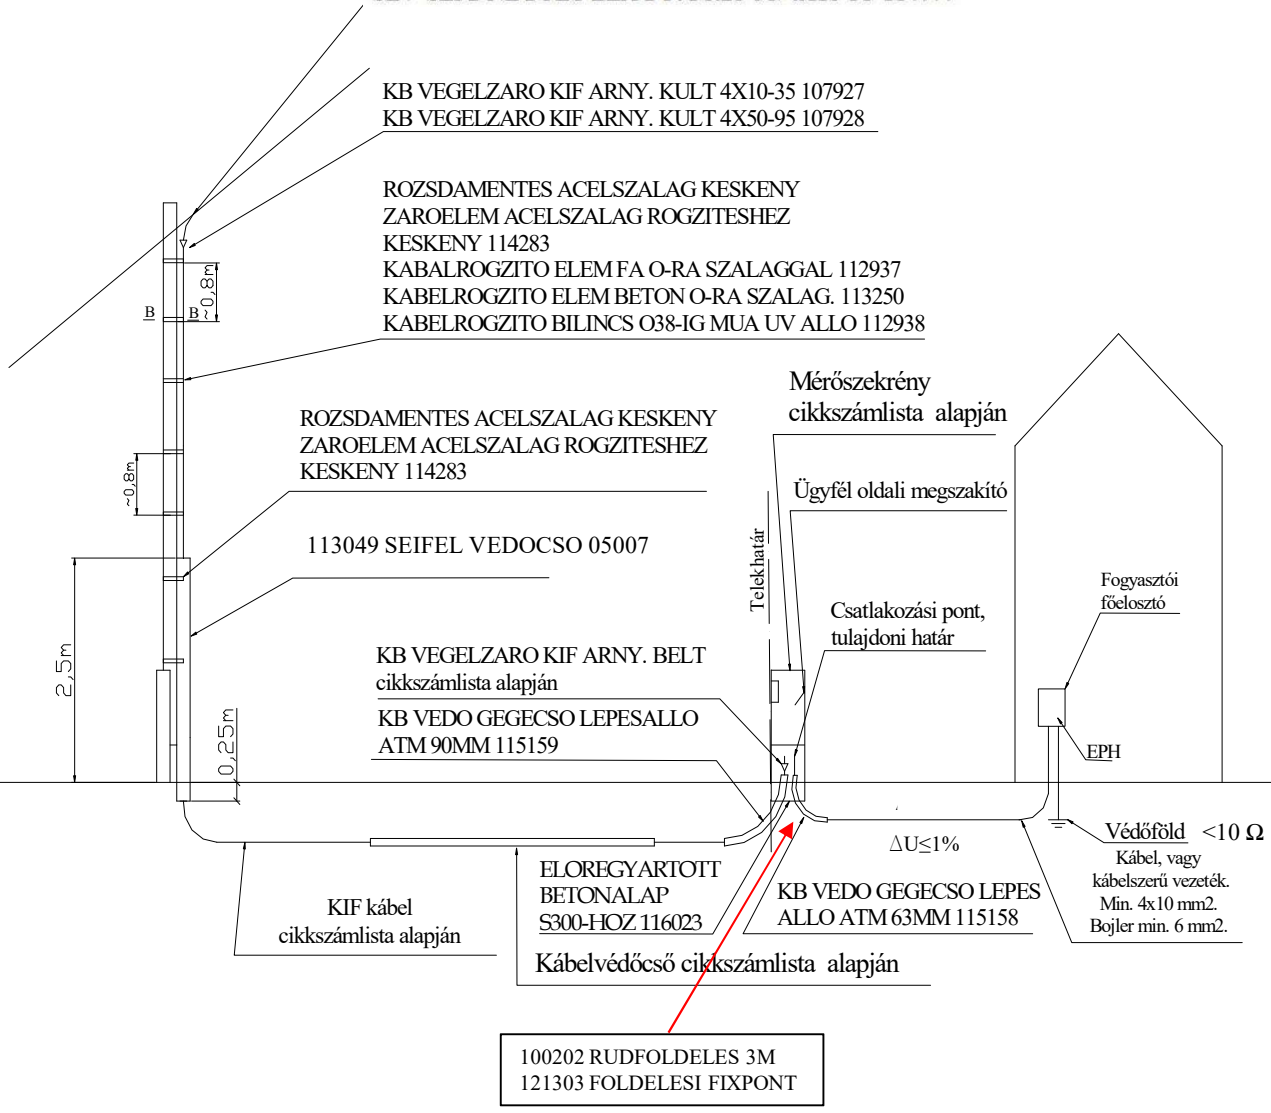 KB VEGELZARO KIF ARNY. KULT 4X10-35 107927
KB VEGELZARO KIF ARNY. KULT 4X50-95 107928
ROZSDAMENTES ACELSZALAG KESKENY
ZAROELEM ACELSZALAG ROGZITESHEZ
KESKENY 114283
KABALROGZITO ELEM FA O-RA SZALAGGAL 112937
KABELROGZITO ELEM BETON O-RA SZALAG. 113250
KABELROGZITO BILINCS O38-IG MUA UV ALLO 112938
~0,8m
B
B
Mérőszekrény
cikkszámlista alapján
ROZSDAMENTES ACELSZALAG KESKENY
ZAROELEM ACELSZALAG ROGZITESHEZ
KESKENY 114283
~0,8m
Ügyfél oldali megszakító
113049 SEIFEL VEDOCSO 05007
Telekhatár
Fogyasztói
főelosztó
Csatlakozási pont,
tulajdoni határ
KB VEGELZARO KIF ARNY. BELT
cikkszámlista alapján
2,5m
KB VEDO GEGECSO LEPESALLO
ATM 90MM 115159
0,25m
EPH
Védőföld <10 Ω
ΔU≤1%
Kábel, vagy
kábelszerű vezeték.
Min. 4x10 mm2.
Bojler min. 6 mm2.
ELOREGYARTOTT
BETONALAP
S300-HOZ 116023
KB VEDO GEGECSO LEPES
ALLO ATM 63MM 115158
KIF kábel
cikkszámlista alapján
Kábelvédőcső cikkszámlista alapján
100202 RUDFOLDELES 3M
121303 FOLDELESI FIXPONT